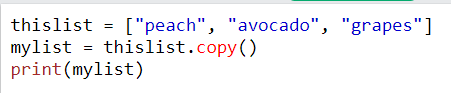 thislist = ["peach", "avocado", "grapes"]
mylist = thislist.copy()
print(mylist)